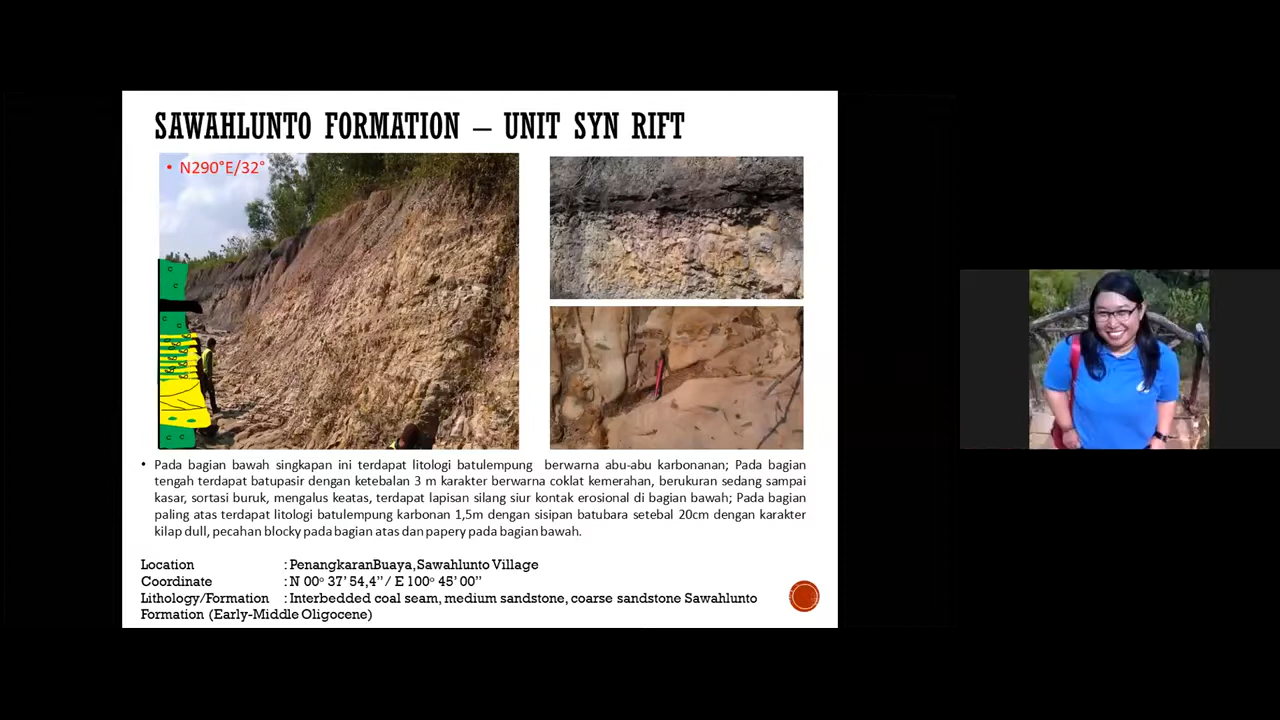 SAWAHLUNTO FORMATION – UNIT SYN RIFT
• N290°E/32°
• Pada bagian bawah singkapan ini terdapat litologi batulempung berwarna abu-abu karbonanan; Pada bagian
tengah terdapat batupasir dengan ketebalan 3 m karakter berwarna coklat kemerahan, berukuran sedang sampai
kasar, sortasi buruk, mengalus keatas, terdapat lapisan silang siur kontak erosional di bagian bawah; Pada bagian
paling atas terdapat litologi batulempung karbonan 1,5m dengan sisipan batubara setebal 20cm dengan karakter
kilap dull, pecahan blocky pada bagian atas dan papery pada bagian bawah.
Location : PenangkaranBuaya, Sawahlunto Village
Coordinate : N 00° 37’ 54,4’’ / E 100° 45’ 00’’
Lithology/Formation : Interbedded coal seam, medium sandstone, coarse sandstone Sawahlunto
Formation (Early-Middle Oligocene)